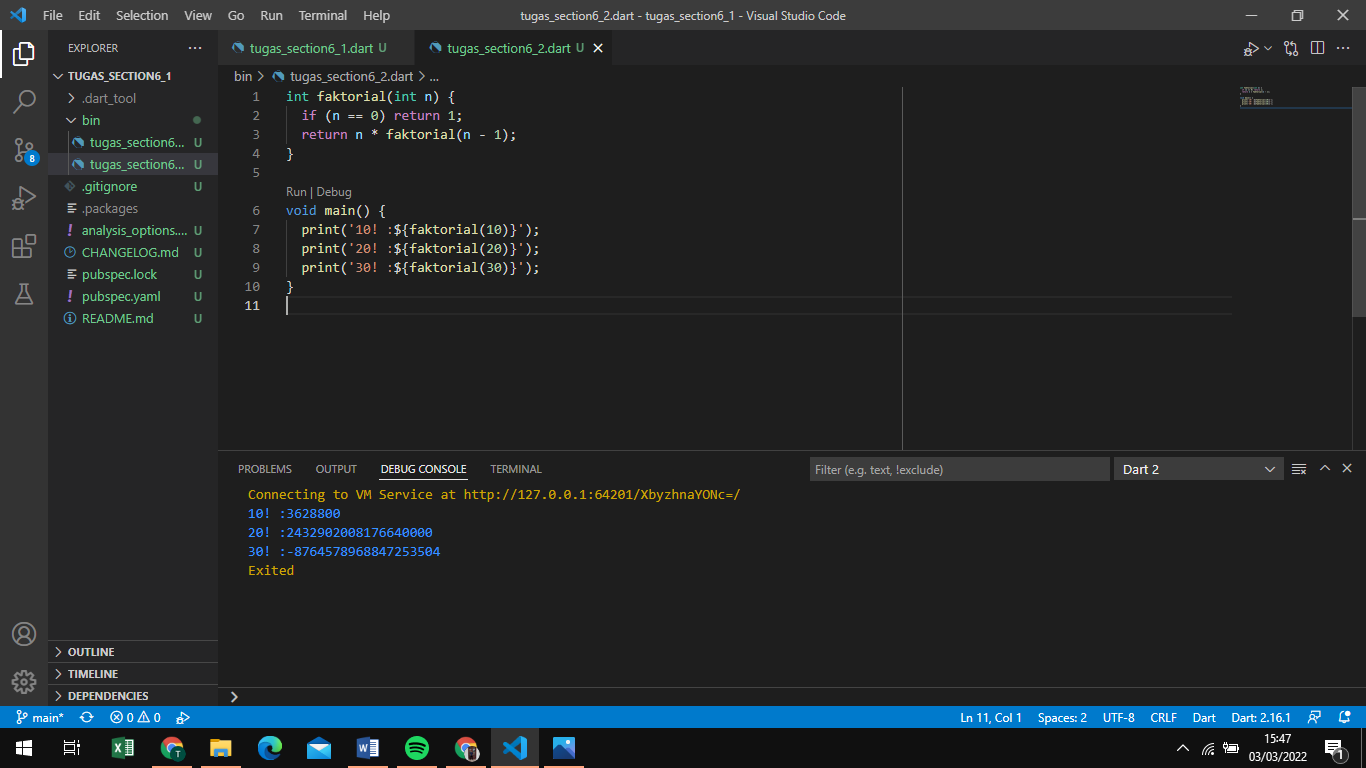 File Edit Selection View Go Run Terminal Help tugas_section6_2.dart - tugas_section6_1 - Visual Studio Code
EXPLORER
TUGAS_SECTION6_1
.dart_tool
bin
tugas_section6... U
tugas_section6... U
.gitignore U
.packages
analysis_options.... U
CHANGELOG.md U
pubspec.lock U
pubspec.yaml U
README.md U
OUTLINE
TIMELINE
DEPENDENCIES
8
tugas_section6_1.dart U tugas_section6_2.dart U
bin > tugas_section6_2.dart > ...
1 int faktorial(int n) {
2 if (n == 0) return 1;
3 return n * faktorial(n - 1);
4 }
5
Run | Debug
6 void main() {
7 print('10! :${faktorial(10)}');
8 print('20! :${faktorial(20)}');
9 print('30! :${faktorial(30)}');
10 }
11
PROBLEMS OUTPUT DEBUG CONSOLE TERMINAL Filter (e.g. text, !exclude) Dart 2
Connecting to VM Service at http://127.0.0.1:64201/XbyzhnaYONc=/
10! :3628800
20! :2432902008176640000
30! :-8764578968847253504
Exited
main* 0 0 Ln 11, Col 1 Spaces: 2 UTF-8 CRLF Dart Dart: 2.16.1
T
15:47
03/03/2022
1